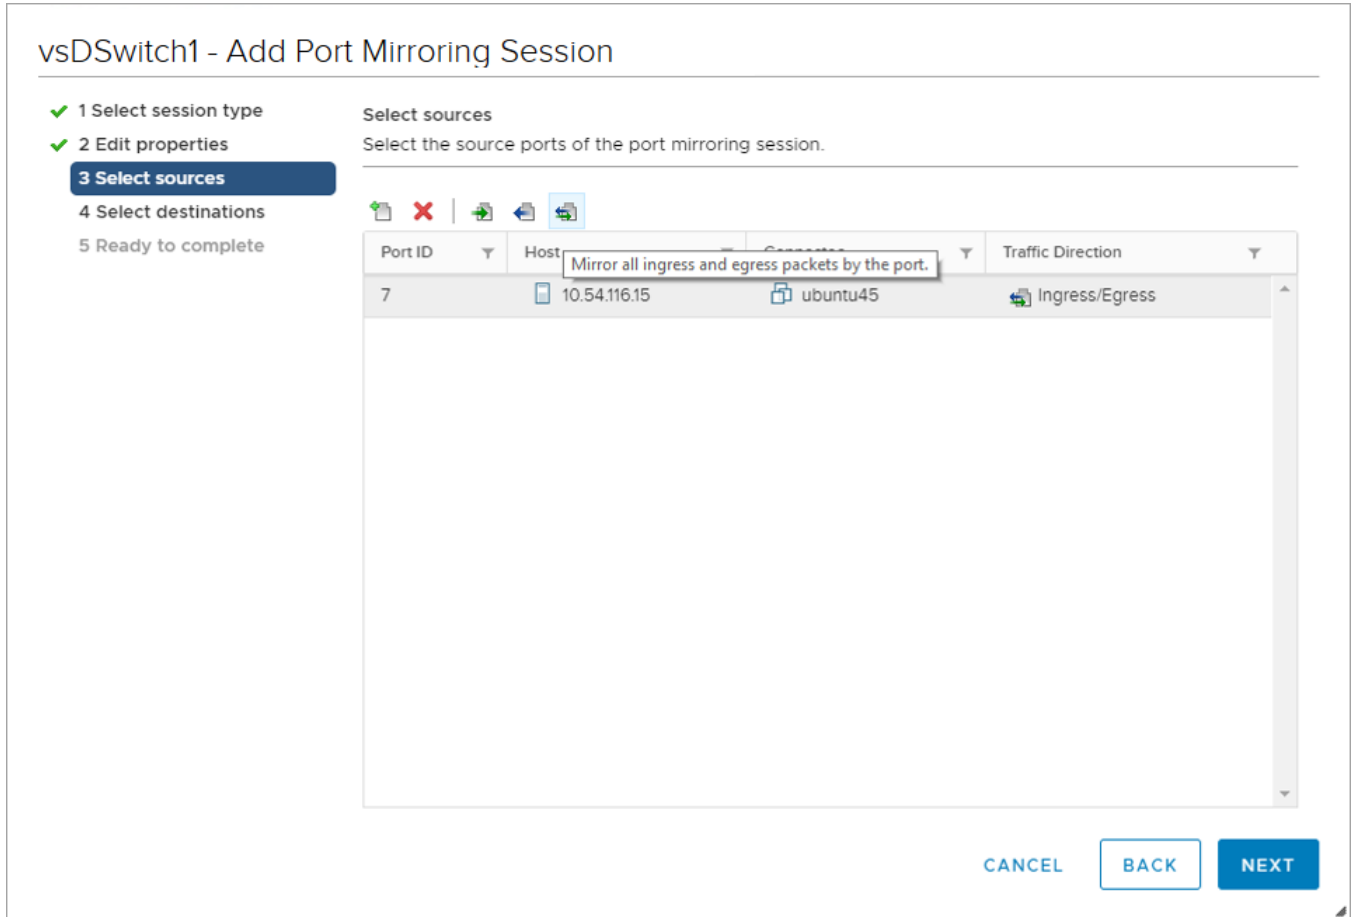 vsDSwitch1 - Add Port Mirroring Session
1 Select session type
2 Edit properties
3 Select sources
4 Select destinations
5 Ready to complete
Select sources
Select the source ports of the port mirroring session.
Port ID Host Traffic Direction
Mirror all ingress and egress packets by the port.
7 10.54.116.15 ubuntu45 Ingress/Egress
CANCEL BACK NEXT